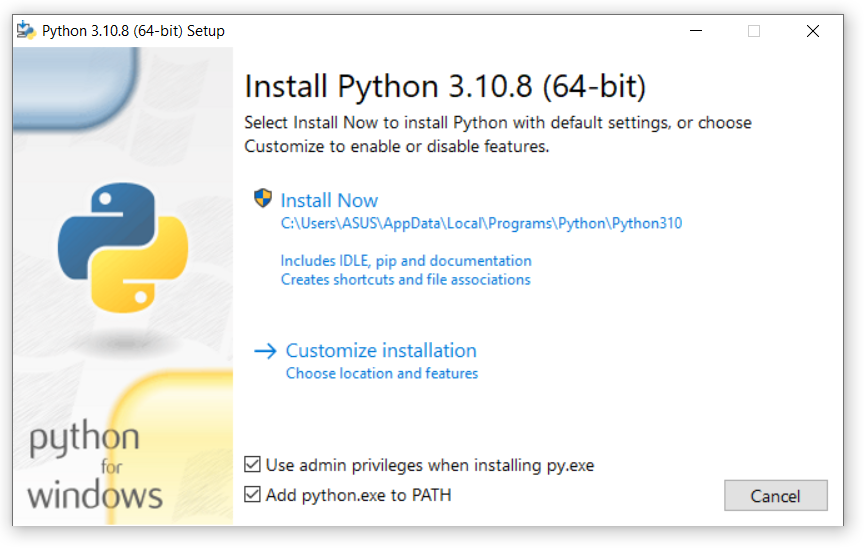 Python 3.10.8 (64-bit) Setup
Install Python 3.10.8 (64-bit)
Select Install Now to install Python with default settings, or choose
Customize to enable or disable features.
Install Now
C:\Users\ASUS\AppData\Local\Programs\Python\Python310
Includes IDLE, pip and documentation
Creates shortcuts and file associations
Customize installation
Choose location and features
python
for
windows
Use admin privileges when installing py.exe
Add python.exe to PATH
Cancel